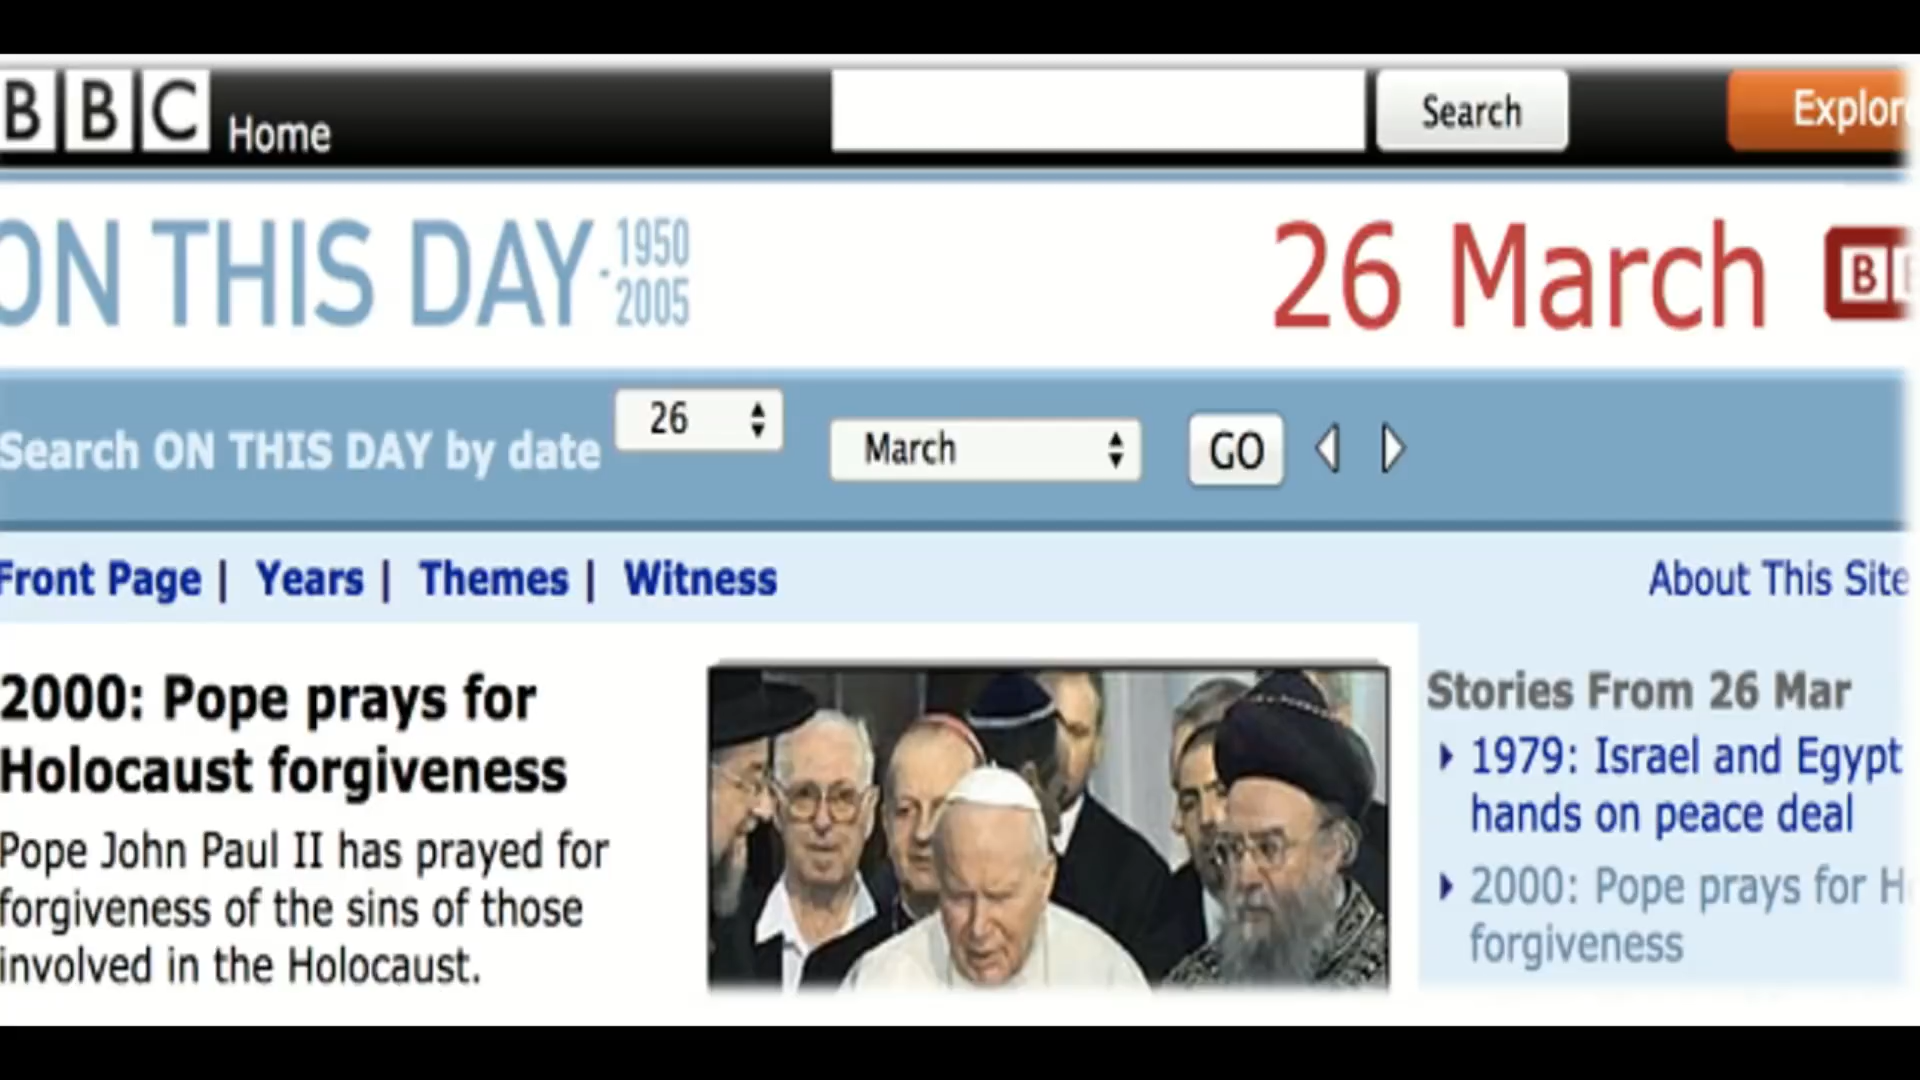 BBC Home Search
ON THIS DAY 1950-2005 26 March
Search ON THIS DAY by date 26 March GO
Front Page | Years | Themes | Witness About This Site
2000: Pope prays for
Holocaust forgiveness
Pope John Paul II has prayed for
forgiveness of the sins of those
involved in the Holocaust.
Stories From 26 Mar
1979: Israel and Egypt
hands on peace deal
2000: Pope prays for
forgiveness